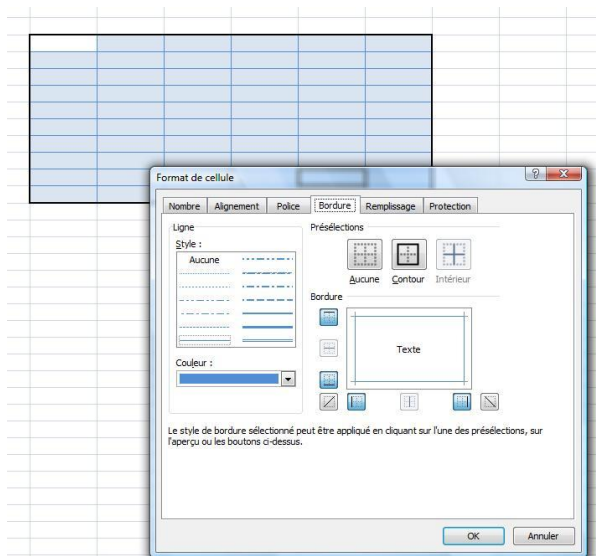 Format de cellule
Nombre Alignement Police Bordure Remplissage Protection
Ligne
Style :
Aucune
Couleur :
Présélections
Aucune Contour Intérieur
Bordure
Texte
Le style de bordure sélectionné peut être appliqué en cliquant sur l'une des présélections, sur
l'aperçu ou les boutons ci-dessus.
OK Annuler